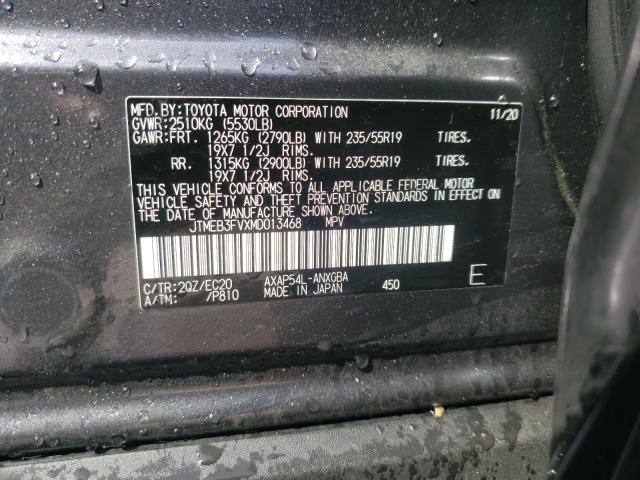 MFD.BY:TOYOTA MOTOR CORPORATION 11/20
GVWR:2510KG (5530LB)
GAWR:FRT. 1265KG (2790LB) WITH 235/55R19 TIRES.
19X7 1/2J RIMS.
RR. 1315KG (2900LB) WITH 235/55R19 TIRES.
19X7 1/2J RIMS.
THIS VEHICLE CONFORMS TO ALL APPLICABLE FEDERAL MOTOR
VEHICLE SAFETY AND THEFT PREVENTION STANDARDS IN EFFECT ON
THE DATE OF MANUFACTURE SHOWN ABOVE.
JTMEB3FVXMD013468 MPV
C/TR:2QZ/EC20 AXAP54L-ANXGBA
A/TM: /P810 MADE IN JAPAN 450 E